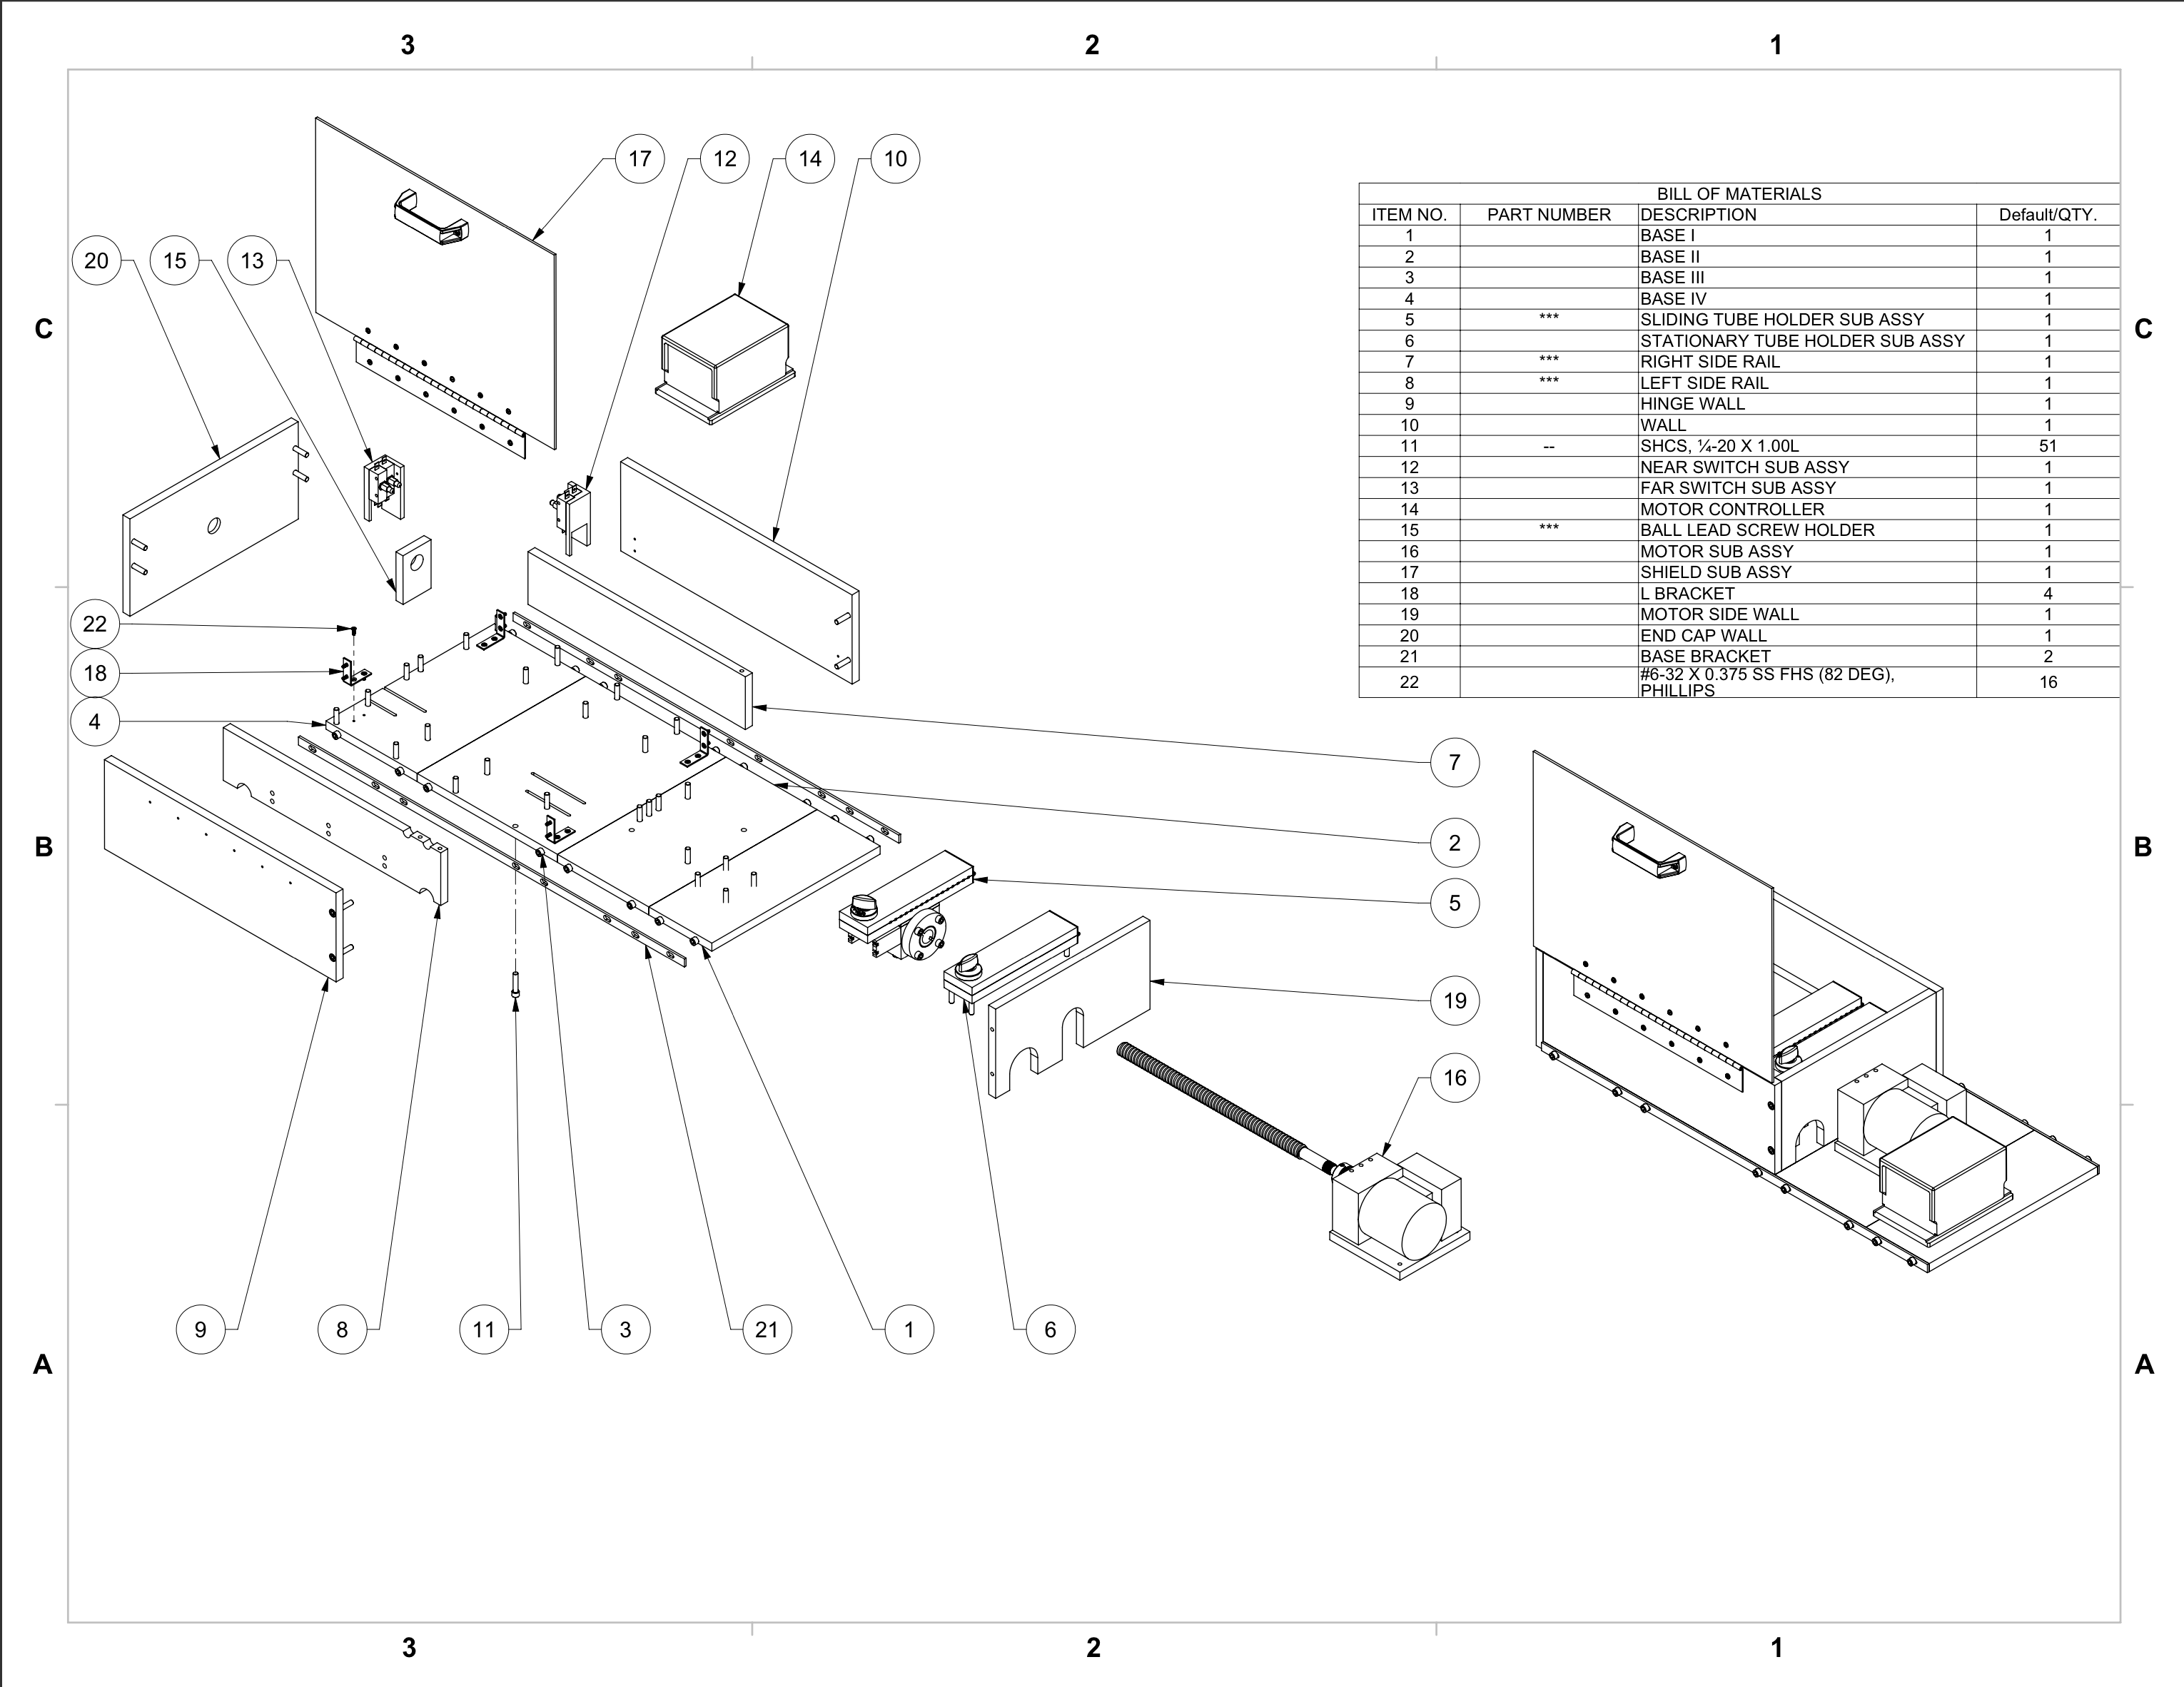 3 2 1
17 12 14 10
BILL OF MATERIALS
ITEM NO. PART NUMBER DESCRIPTION Default/QTY.
1 BASE I 1
2 BASE II 1
3 BASE III 1
4 BASE IV 1
5 *** SLIDING TUBE HOLDER SUB ASSY 1
6 STATIONARY TUBE HOLDER SUB ASSY 1
7 *** RIGHT SIDE RAIL 1
8 *** LEFT SIDE RAIL 1
9 HINGE WALL 1
10 WALL 1
11 -- SHCS, ¼-20 X 1.00L 51
12 NEAR SWITCH SUB ASSY 1
13 FAR SWITCH SUB ASSY 1
14 MOTOR CONTROLLER 1
15 *** BALL LEAD SCREW HOLDER 1
16 MOTOR SUB ASSY 1
17 SHIELD SUB ASSY 1
18 L BRACKET 4
19 MOTOR SIDE WALL 1
20 END CAP WALL 1
21 BASE BRACKET 2
22 #6-32 X 0.375 SS FHS (82 DEG), 16
PHILLIPS
20 15 13
C C
22
18
4
7
B B
2
5
19
16
9 8 11 3 21 1 6
A A
3 2 1